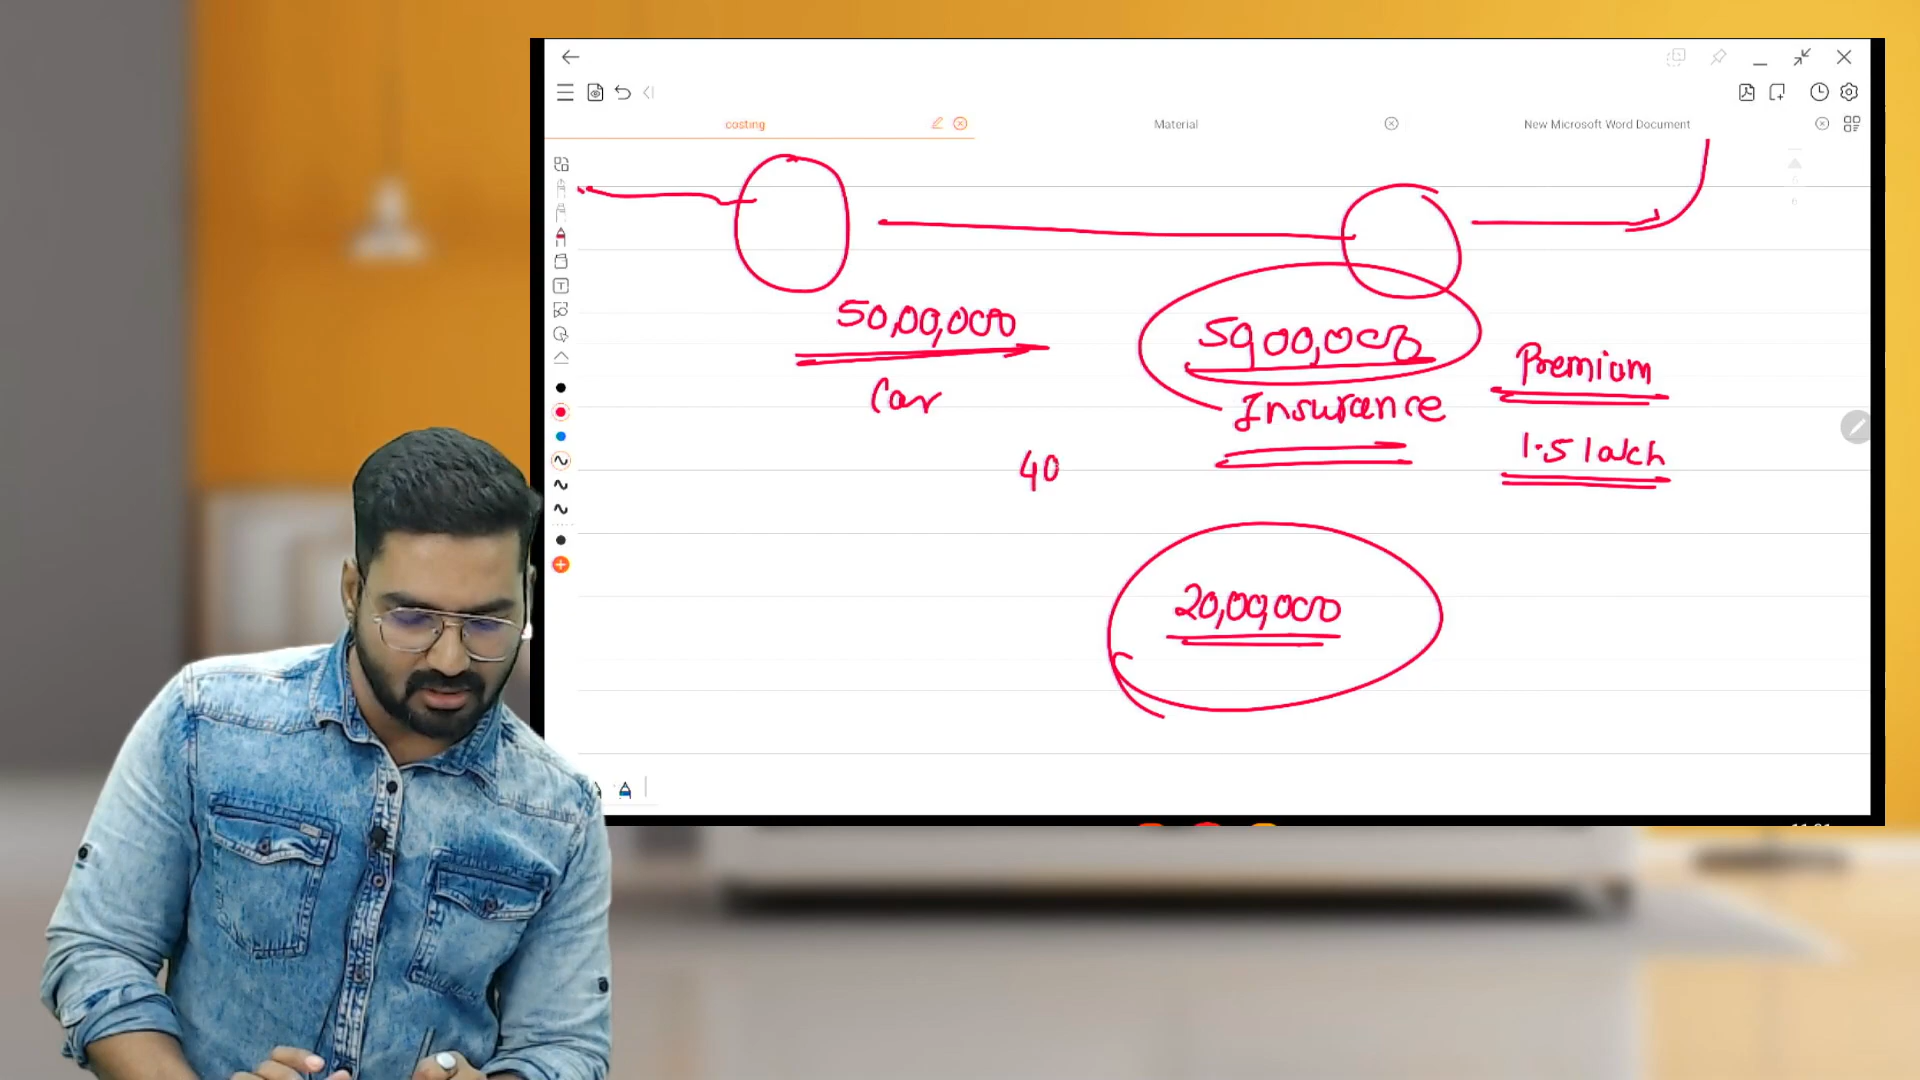 costing
Material
New Microsoft Word Document
50,00,000
50,00,000
Premium
Car
Insurance
1.5 lakh
40
20,00,000